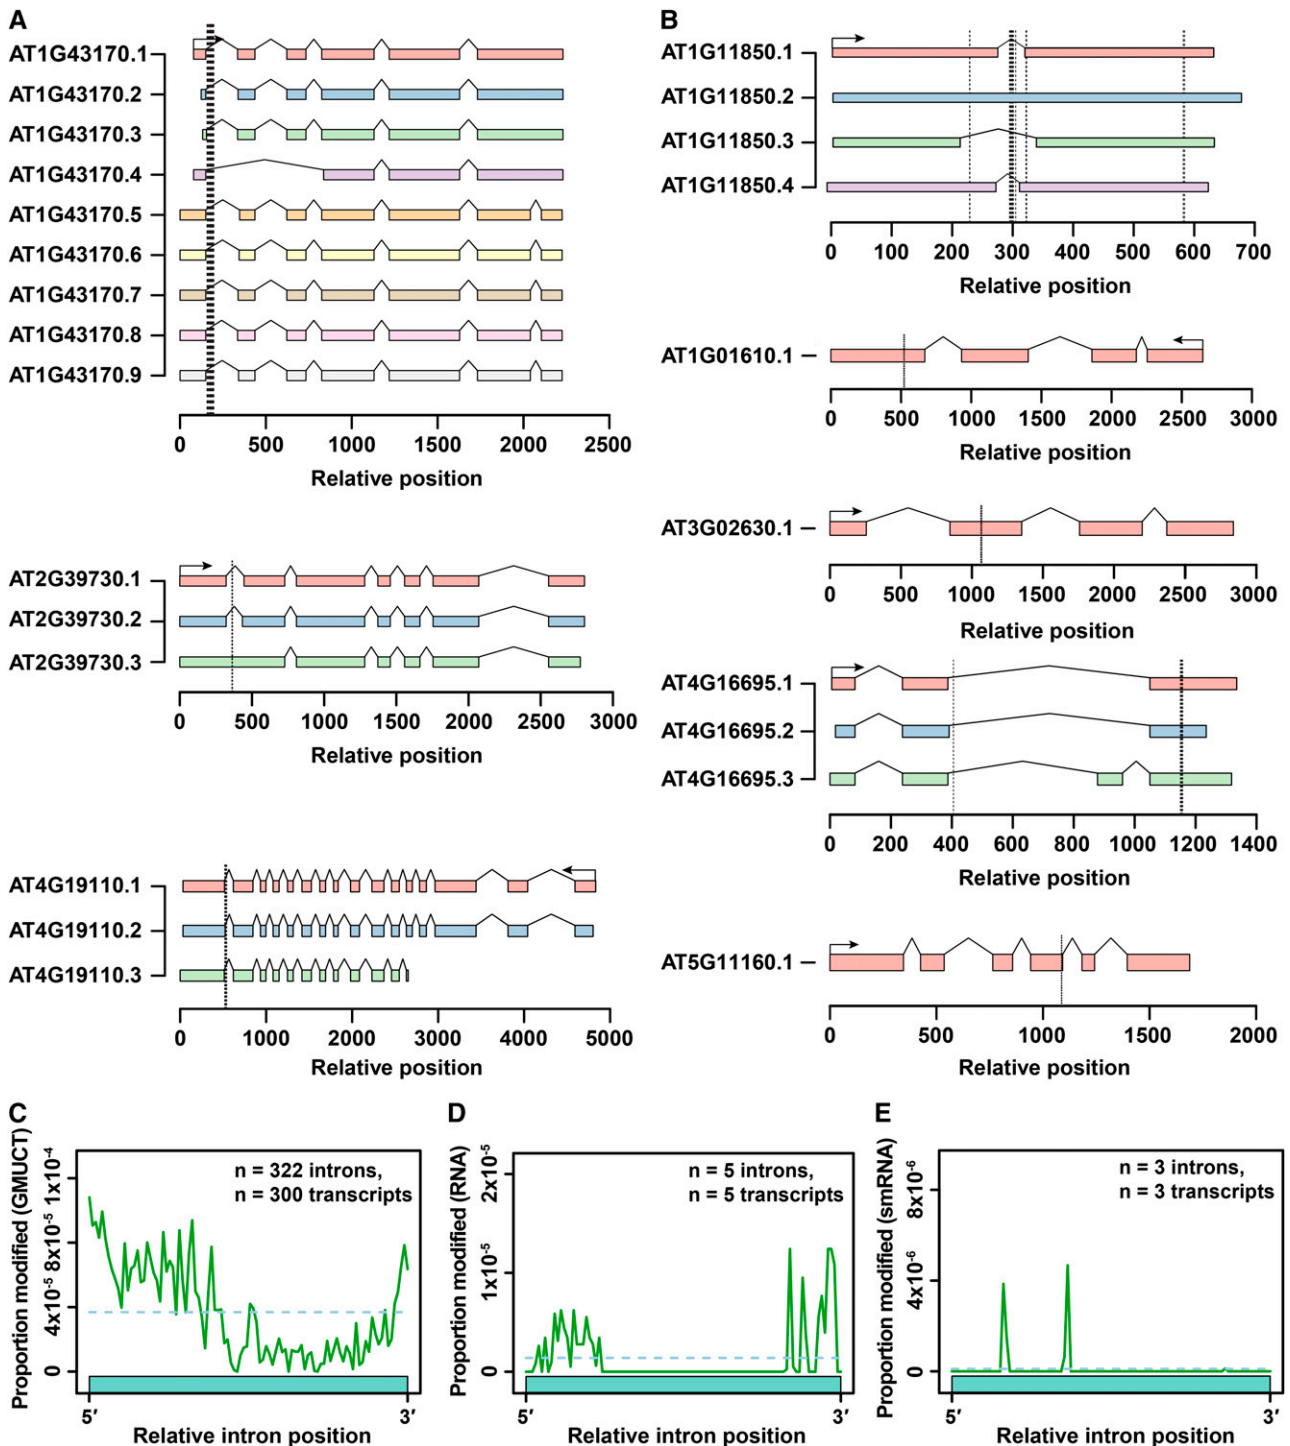 A
AT1G43170.1
AT1G43170.2
AT1G43170.3
AT1G43170.4
AT1G43170.5
AT1G43170.6
AT1G43170.7
AT1G43170.8
AT1G43170.9
0 500 1000 1500 2000 2500
Relative position
AT2G39730.1
AT2G39730.2
AT2G39730.3
0 500 1000 1500 2000 2500 3000
Relative position
AT4G19110.1
AT4G19110.2
AT4G19110.3
0 1000 2000 3000 4000 5000
Relative position
B
AT1G11850.1
AT1G11850.2
AT1G11850.3
AT1G11850.4
0 100 200 300 400 500 600 700
Relative position
AT1G01610.1
0 500 1000 1500 2000 2500 3000
Relative position
AT3G02630.1
0 500 1000 1500 2000 2500 3000
Relative position
AT4G16695.1
AT4G16695.2
AT4G16695.3
0 200 400 600 800 1000 1200 1400
Relative position
AT5G11160.1
0 500 1000 1500 2000
Relative position
C
Proportion modified (GMUCT)
0 4x10⁻⁵ 8x10⁻⁵ 1x10⁻⁴
n = 322 introns,
n = 300 transcripts
5′ 3′
Relative intron position
D
Proportion modified (RNA)
0 1x10⁻⁵ 2x10⁻⁵
n = 5 introns,
n = 5 transcripts
5′ 3′
Relative intron position
E
Proportion modified (smRNA)
0 4x10⁻⁶ 8x10⁻⁶
n = 3 introns,
n = 3 transcripts
5′ 3′
Relative intron position